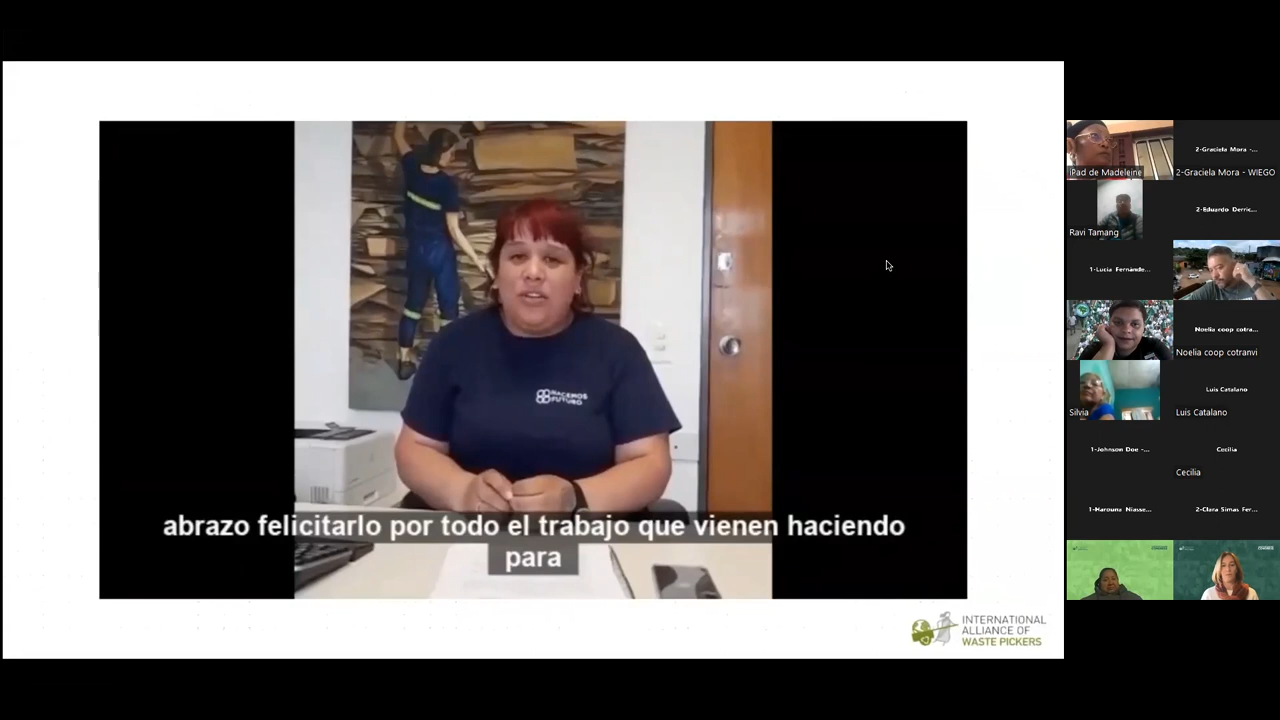 HACEMOS
FUTURO
abrazo felicitarlo por todo el trabajo que vienen haciendo
para
INTERNATIONAL
ALLIANCE OF
WASTE PICKERS
iPad de Madeleine
2-Graciela Mora -...
2-Graciela Mora - WIEGO
Ravi Tamang
2-Eduardo Derric...
1-Lucia Fernánde...
Noelia coop cotra...
Noelia coop cotranvi
Silvia
Luis Catalano
Luis Catalano
1-Johnson Doe -...
Cecilia
Cecilia
1-Harouna Niasse...
2-Clara Simas Fer...